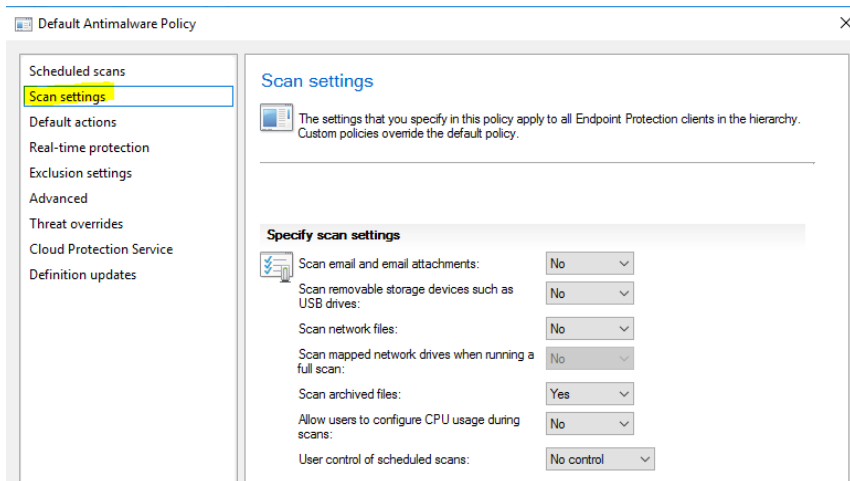 Default Antimalware Policy
Scheduled scans
Scan settings
Default actions
Real-time protection
Exclusion settings
Advanced
Threat overrides
Cloud Protection Service
Definition updates
Scan settings
The settings that you specify in this policy apply to all Endpoint Protection clients in the hierarchy.
Custom policies override the default policy.
Specify scan settings
Scan email and email attachments: No
Scan removable storage devices such as
USB drives: No
Scan network files: No
Scan mapped network drives when running a
full scan: No
Scan archived files: Yes
Allow users to configure CPU usage during
scans: No
User control of scheduled scans: No control